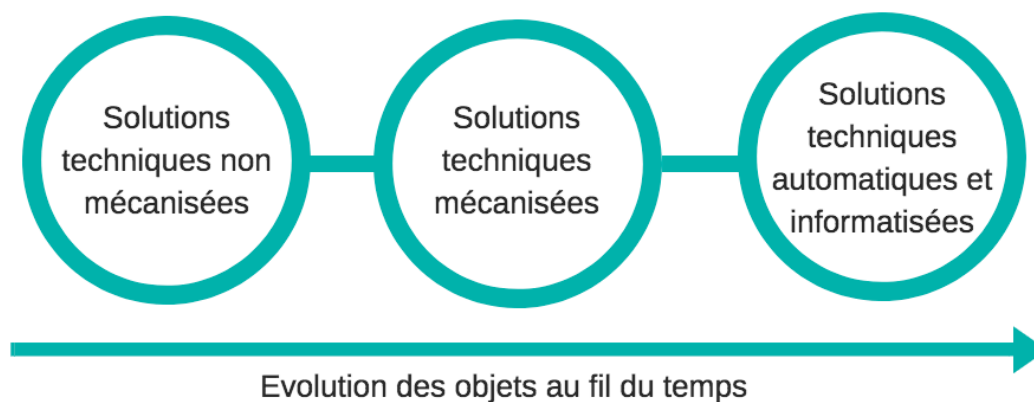 Solutions
techniques non
mécanisées
Solutions
techniques
mécanisées
Solutions
techniques
automatiques et
informatisées
Evolution des objets au fil du temps